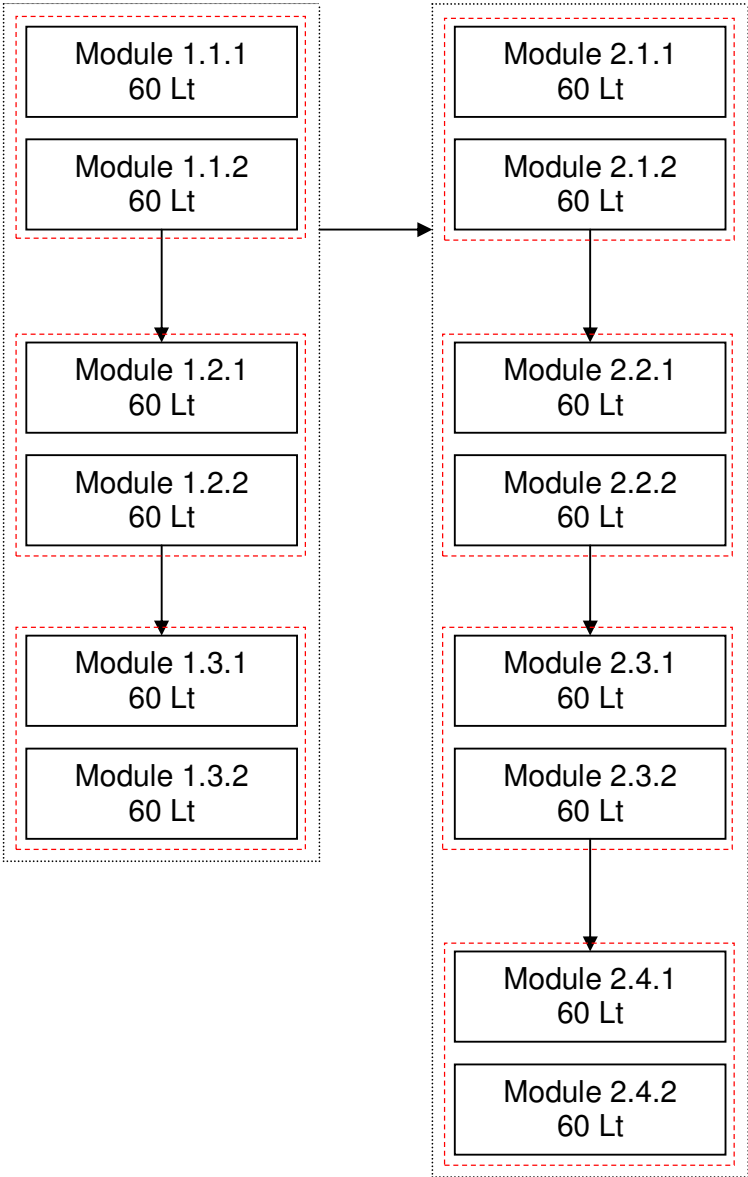 Module 1.1.1
60 Lt
Module 1.1.2
60 Lt
Module 1.2.1
60 Lt
Module 1.2.2
60 Lt
Module 1.3.1
60 Lt
Module 1.3.2
60 Lt
Module 2.1.1
60 Lt
Module 2.1.2
60 Lt
Module 2.2.1
60 Lt
Module 2.2.2
60 Lt
Module 2.3.1
60 Lt
Module 2.3.2
60 Lt
Module 2.4.1
60 Lt
Module 2.4.2
60 Lt